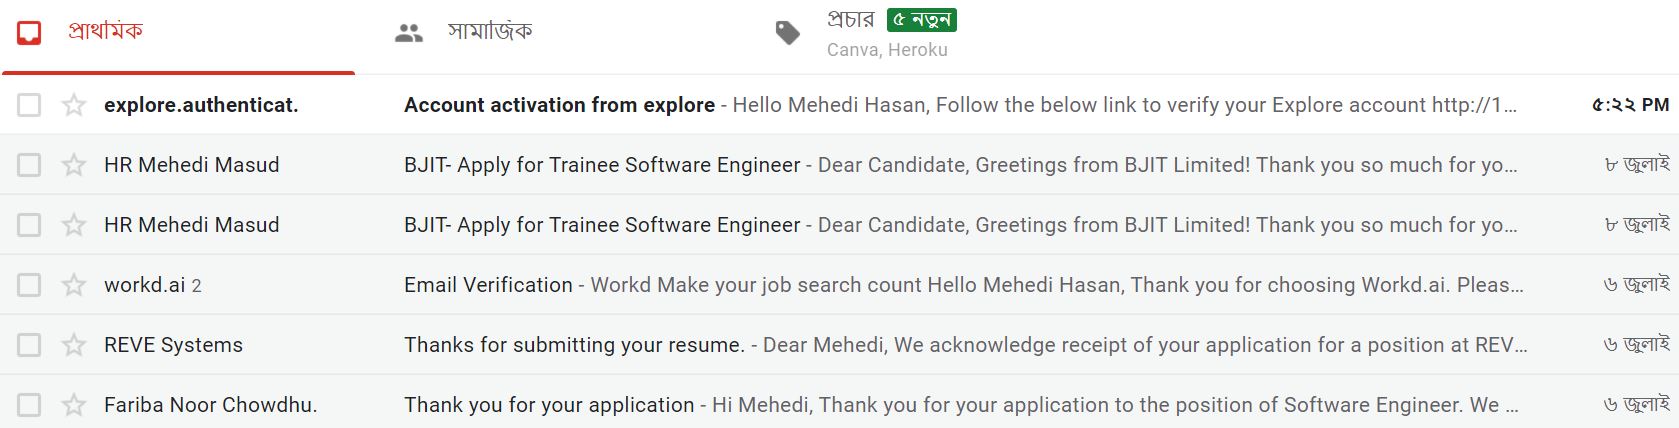 প্রাথমিক
সামাজিক
প্রচার ৫ নতুন
Canva, Heroku
explore.authenticat. Account activation from explore - Hello Mehedi Hasan, Follow the below link to verify your Explore account http://1… ৫:২২ PM
HR Mehedi Masud BJIT- Apply for Trainee Software Engineer - Dear Candidate, Greetings from BJIT Limited! Thank you so much for yo… ৮ জুলাই
HR Mehedi Masud BJIT- Apply for Trainee Software Engineer - Dear Candidate, Greetings from BJIT Limited! Thank you so much for yo… ৮ জুলাই
workd.ai 2 Email Verification - Workd Make your job search count Hello Mehedi Hasan, Thank you for choosing Workd.ai. Pleas… ৬ জুলাই
REVE Systems Thanks for submitting your resume. - Dear Mehedi, We acknowledge receipt of your application for a position at REV… ৬ জুলাই
Fariba Noor Chowdhu. Thank you for your application - Hi Mehedi, Thank you for your application to the position of Software Engineer. We … ৬ জুলাই